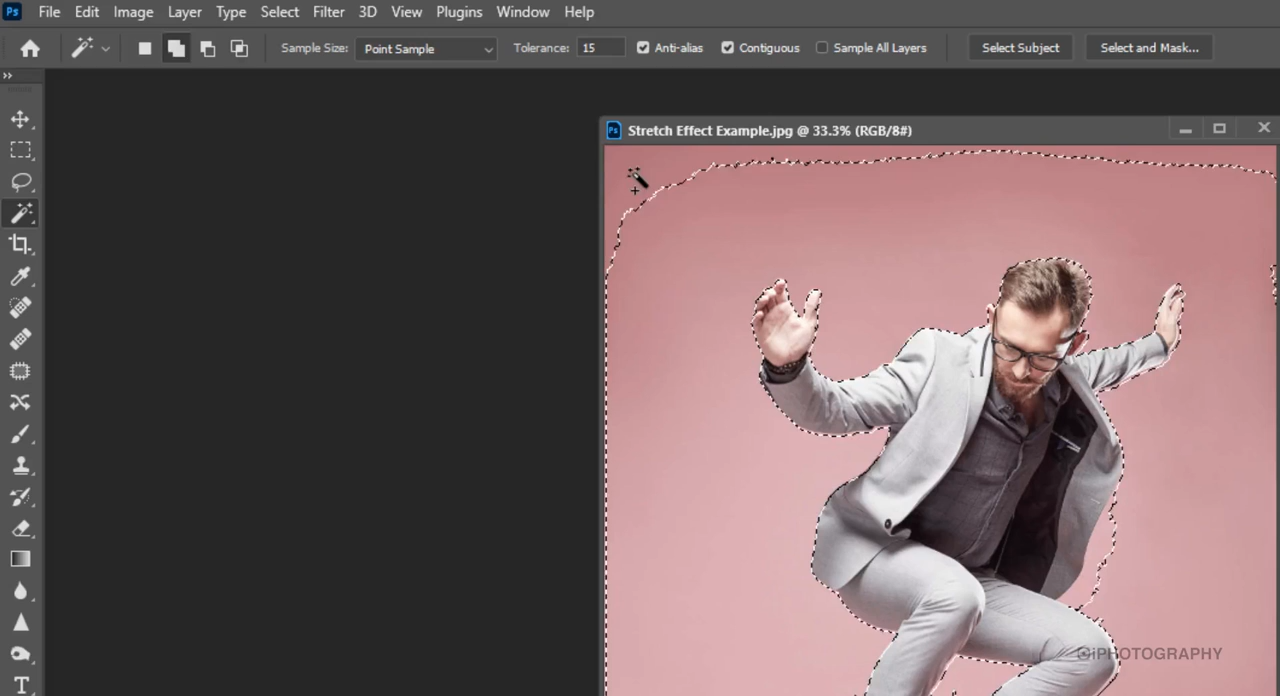 Ps File Edit Image Layer Type Select Filter 3D View Plugins Window Help
Sample Size: Point Sample Tolerance: 15 Anti-alias Contiguous Sample All Layers Select Subject Select and Mask...
Ps Stretch Effect Example.jpg @ 33.3% (RGB/8#)
iPHOTOGRAPHY
T